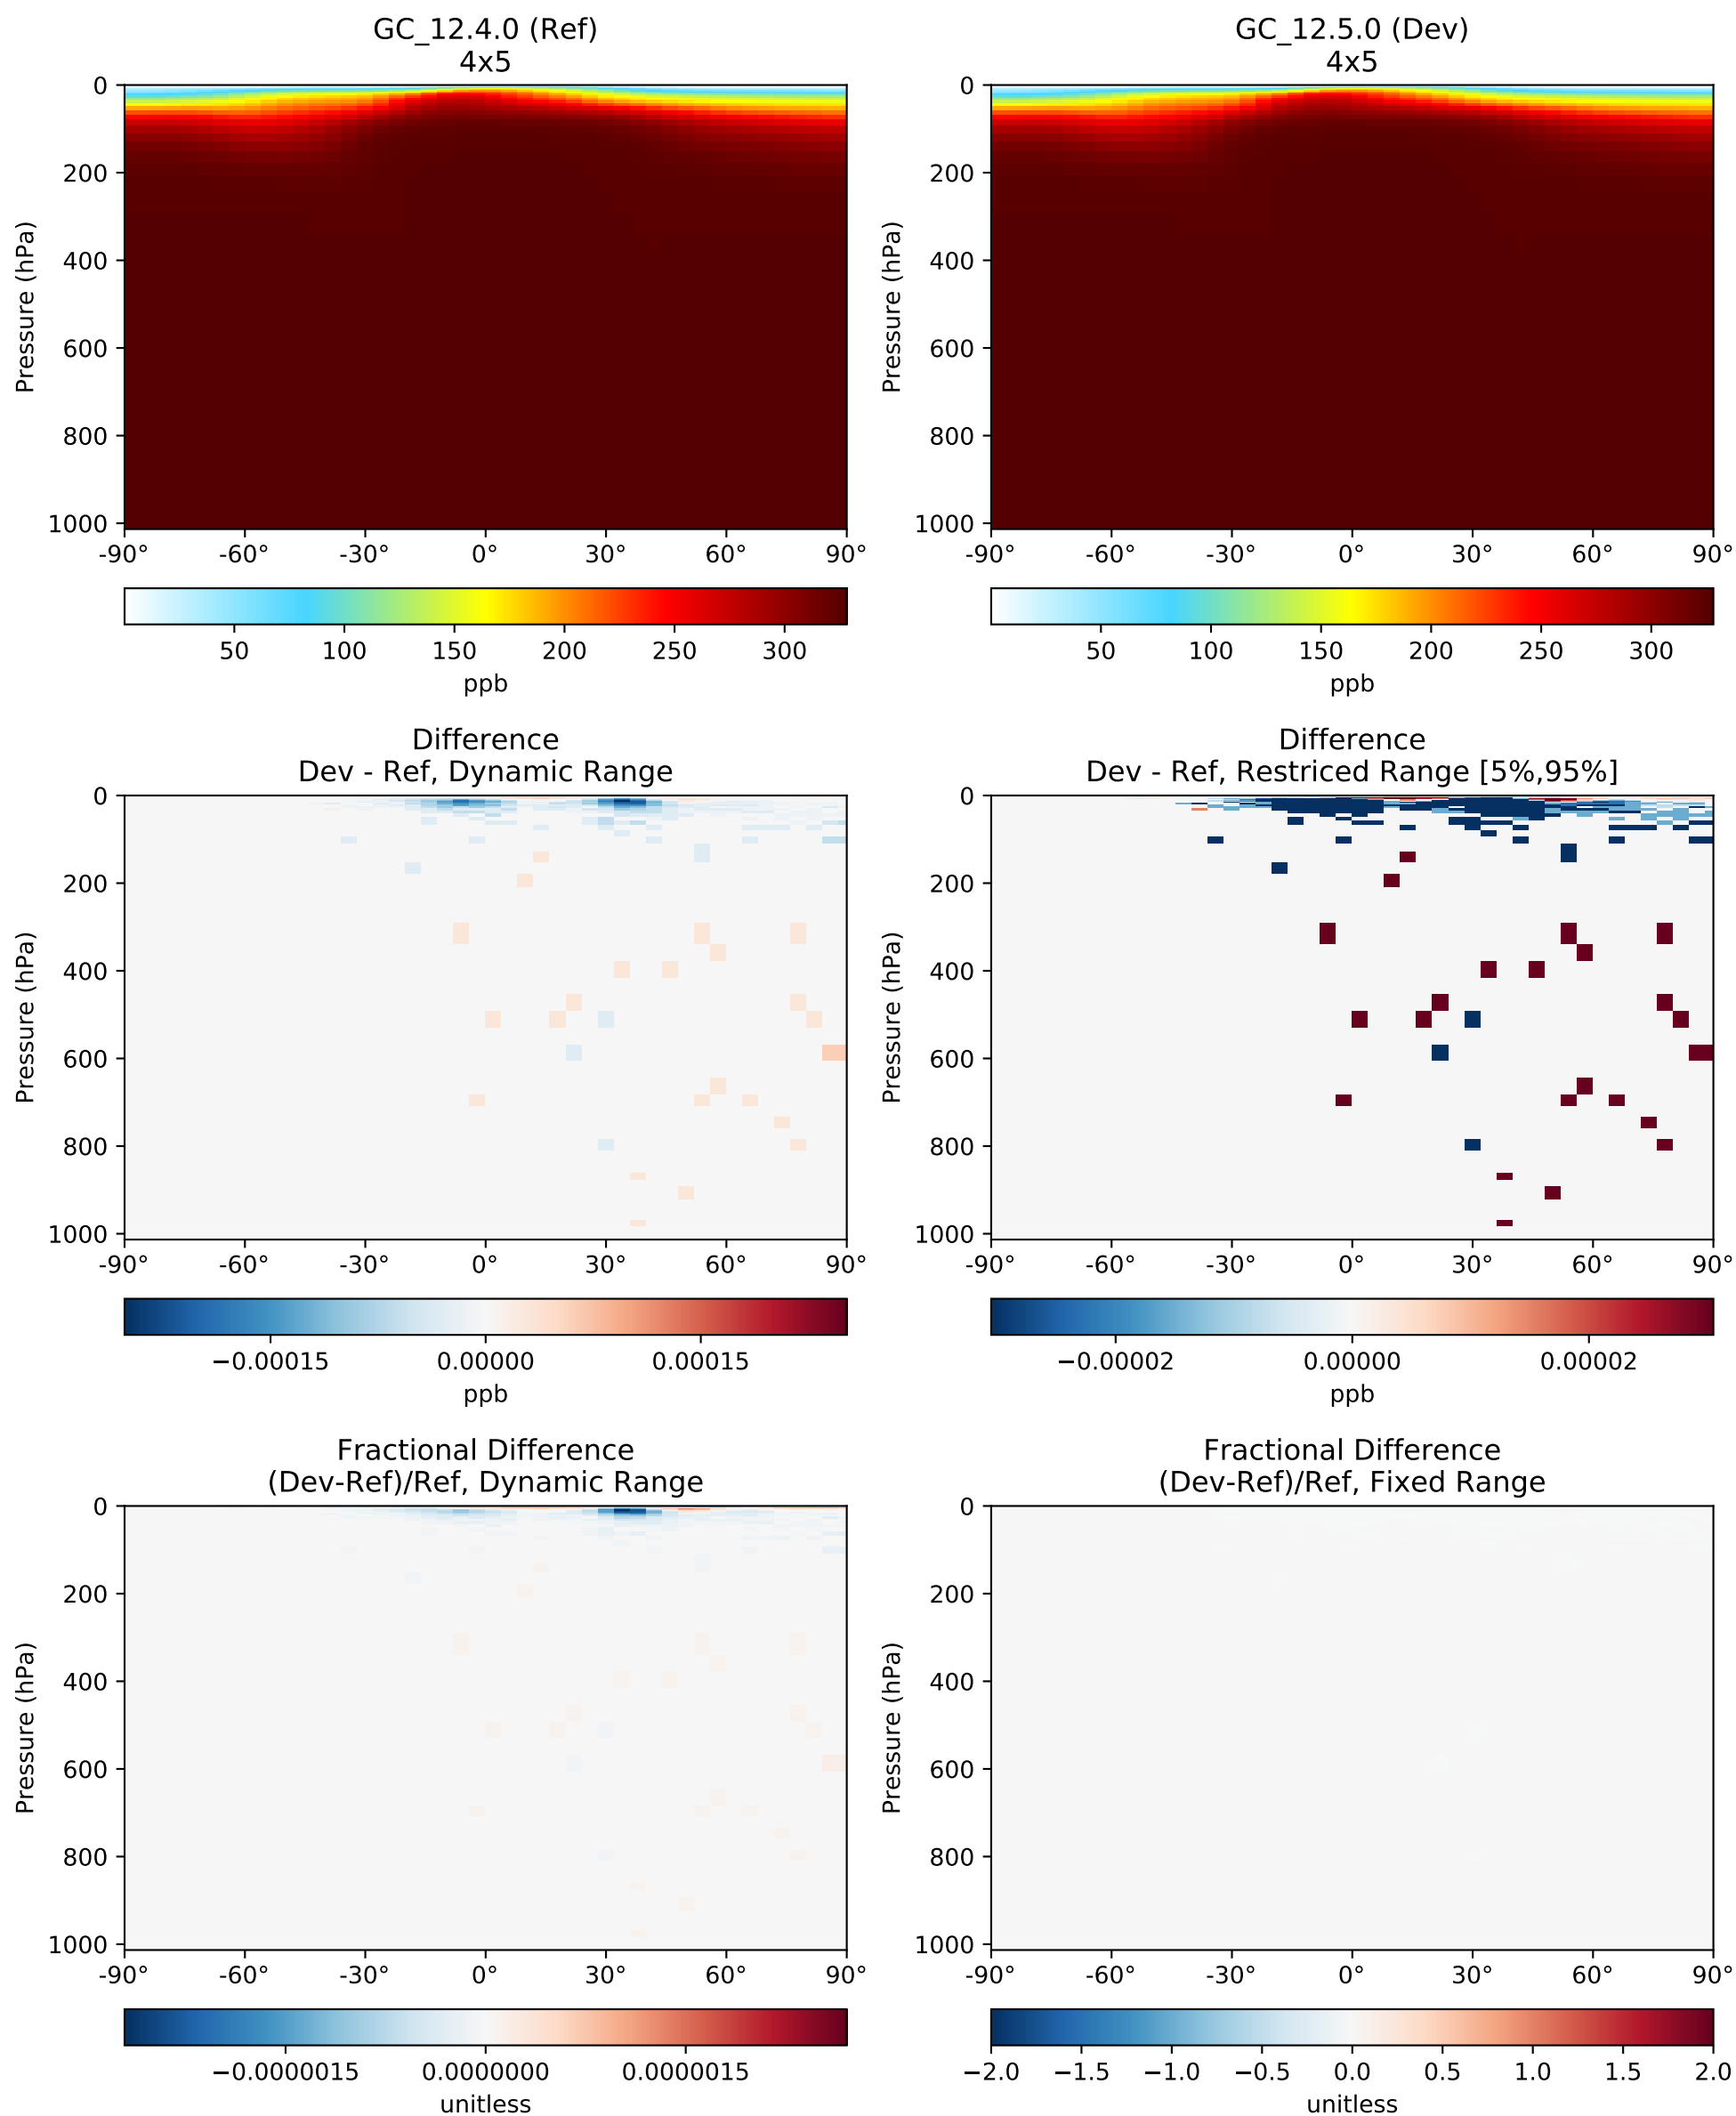 GC_12.4.0 (Ref)
4x5
GC_12.5.0 (Dev)
4x5
0
200
400
600
800
1000
Pressure (hPa)
-90° -60° -30° 0° 30° 60° 90°
50 100 150 200 250 300
ppb
0
200
400
600
800
1000
Pressure (hPa)
-90° -60° -30° 0° 30° 60° 90°
50 100 150 200 250 300
ppb
Difference
Dev - Ref, Dynamic Range
0
200
400
600
800
1000
Pressure (hPa)
-90° -60° -30° 0° 30° 60° 90°
−0.00015 0.00000 0.00015
ppb
Difference
Dev - Ref, Restriced Range [5%,95%]
0
200
400
600
800
1000
Pressure (hPa)
-90° -60° -30° 0° 30° 60° 90°
−0.00002 0.00000 0.00002
ppb
Fractional Difference
(Dev-Ref)/Ref, Dynamic Range
0
200
400
600
800
1000
Pressure (hPa)
-90° -60° -30° 0° 30° 60° 90°
−0.0000015 0.0000000 0.0000015
unitless
Fractional Difference
(Dev-Ref)/Ref, Fixed Range
0
200
400
600
800
1000
Pressure (hPa)
-90° -60° -30° 0° 30° 60° 90°
−2.0 −1.5 −1.0 −0.5 0.0 0.5 1.0 1.5 2.0
unitless